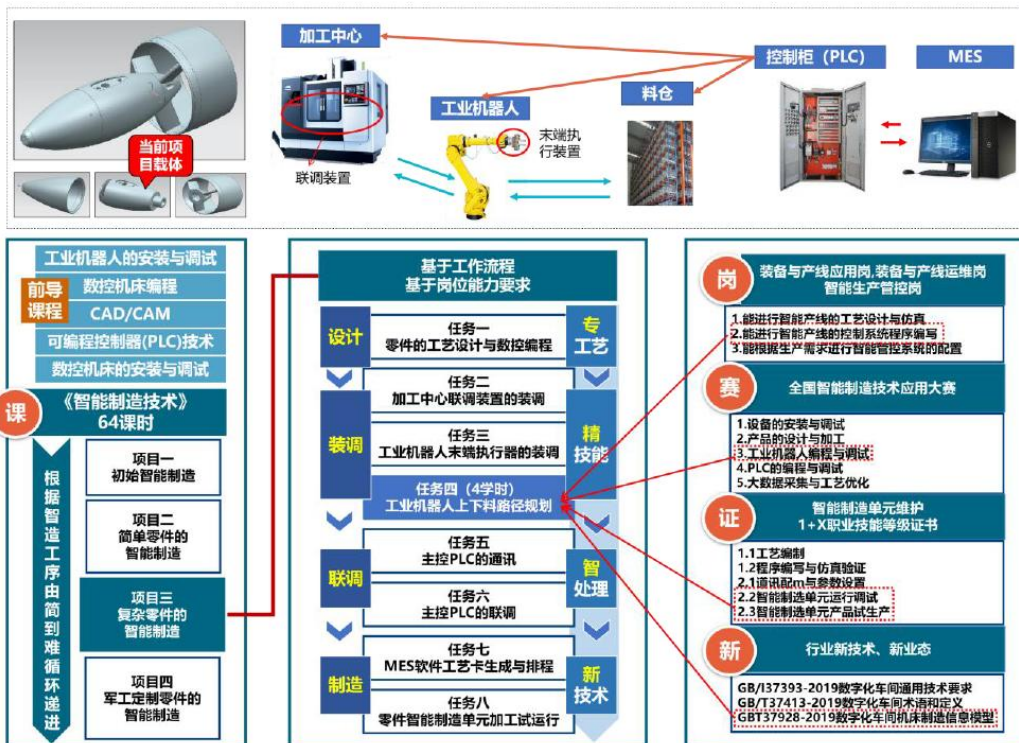 加工中心
控制柜（PLC）
MES
工业机器人
料仓
末端执
行装置
当前项
目载体
联调装置
工业机器人的安装与调试
数控机床编程
前导
课程
CAD/CAM
可编程控制器(PLC)技术
数控机床的安装与调试
课
《智能制造技术》
64课时
根据智造工序由简到难循环递进
项目一
初始智能制造
项目二
简单零件的
智能制造
项目三
复杂零件的
智能制造
项目四
军工定制零件的
智能制造
基于工作流程
基于岗位能力要求
设计
任务一
零件的工艺设计与数控编程
专
工艺
装调
任务二
加工中心联调装置的装调
任务三
工业机器人末端执行器的装调
精
技能
任务四（4学时）
工业机器人上下料路径规划
联调
任务五
主控PLC的通讯
任务六
主控PLC的联调
智
处理
制造
任务七
MES软件工艺卡生成与排程
任务八
零件智能制造单元加工试运行
新
技术
岗
装备与产线应用岗,装备与产线运维岗
智能生产管控岗
1.能进行智能产线的工艺设计与仿真
2.能进行智能产线的控制系统程序编写
3.能根据生产需求进行智能管控系统的配置
赛
全国智能制造技术应用大赛
1.设备的安装与调试
2.产品的设计与加工
3.工业机器人编程与调试
4.PLC的编程与调试
5.大数据采集与工艺优化
证
智能制造单元维护
1+X职业技能等级证书
1.1工艺编制
1.2程序编写与仿真验证
2.1道讯配m与参数设置
2.2智能制造单元运行调试
2.3智能制造单元产品试生产
新
行业新技术、新业态
GB/I37393-2019数字化车间通用技术要求
GB/T37413-2019数字化车间术语和定义
GBT37928-2019数字化车间机床制造信息模型